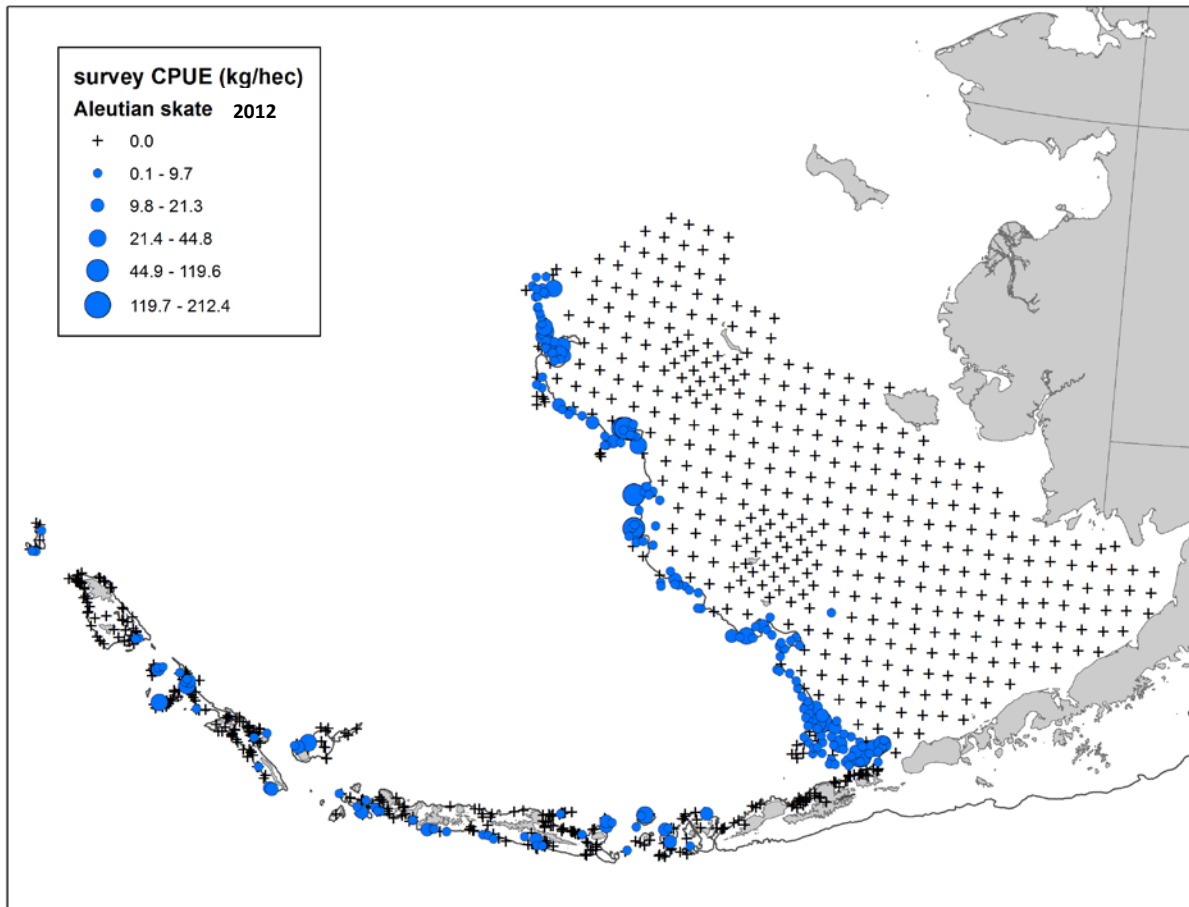 survey CPUE (kg/hec)
Aleutian skate 2012
0.0
0.1 - 9.7
9.8 - 21.3
21.4 - 44.8
44.9 - 119.6
119.7 - 212.4